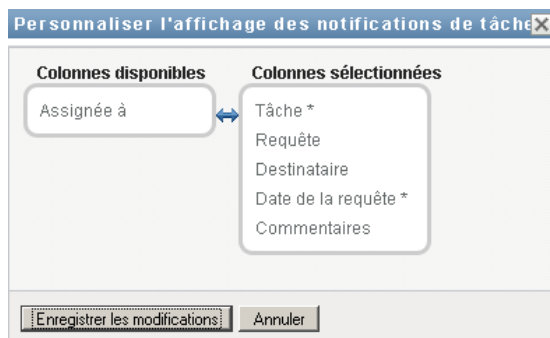 Personnaliser l'affichage des notifications de tâche
Colonnes disponibles
Colonnes sélectionnées
Assignée à
Tâche *
Requête
Destinataire
Date de la requête *
Commentaires
Enregistrer les modifications
Annuler